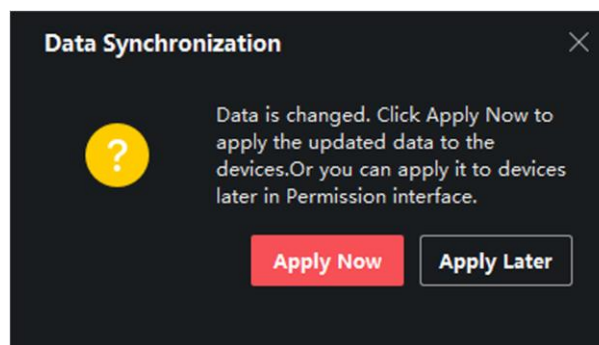 Data Synchronization
Data is changed. Click Apply Now to
apply the updated data to the
devices.Or you can apply it to devices
later in Permission interface.
Apply Now
Apply Later